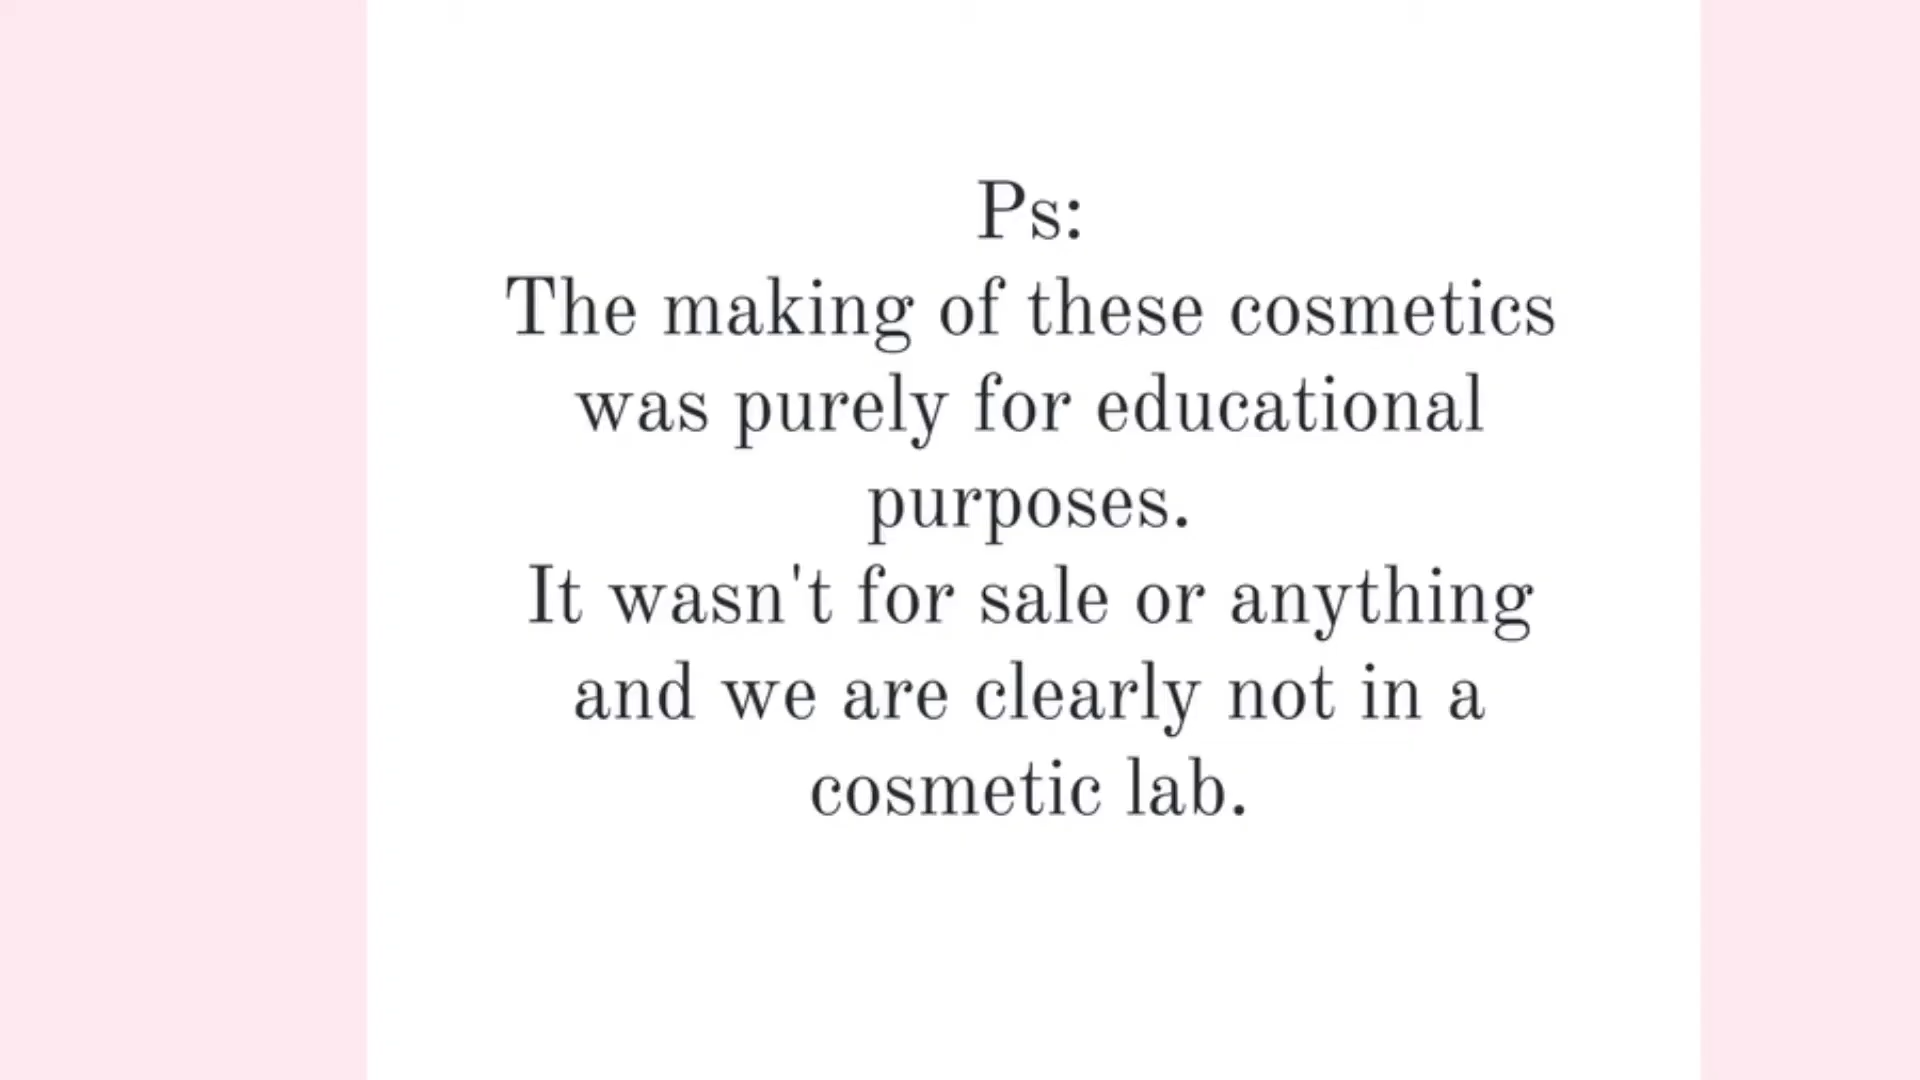 Ps:
The making of these cosmetics
was purely for educational
purposes.
It wasn't for sale or anything
and we are clearly not in a
cosmetic lab.